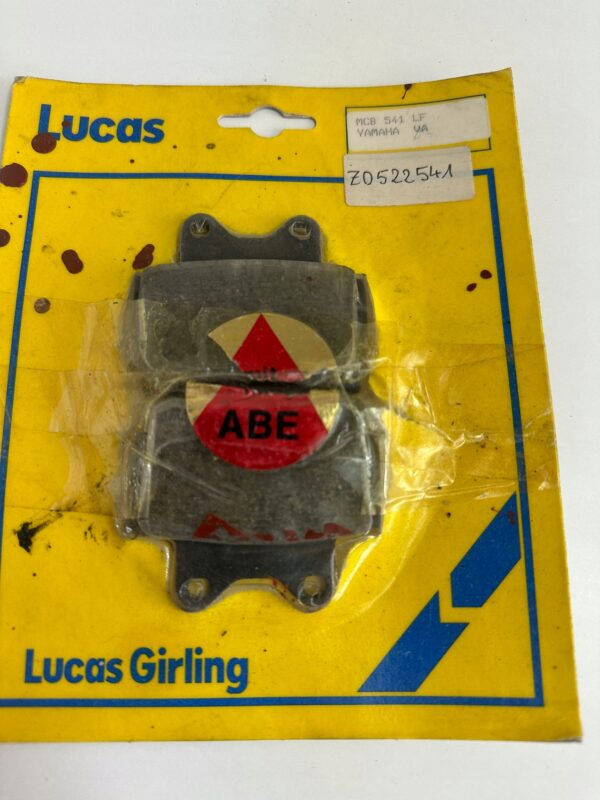 Lucas
MCB 541 LF
YAMAHA VA
Z0522541
ABE
Lucas Girling